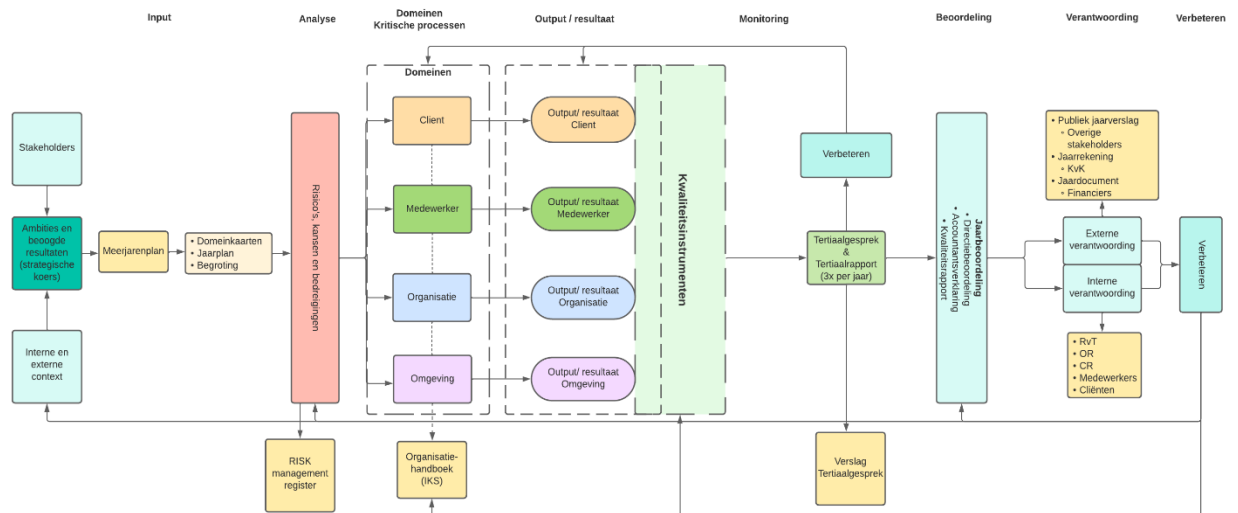 Input
Analyse
Domeinen
Kritische processen
Output / resultaat
Monitoring
Beoordeling
Verantwoording
Verbeteren
Stakeholders
Ambities en
beoogde
resultaten
(strategische
koers)
Interne en
externe
context
Meerjarenplan
• Domeinkaarten
• Jaarplan
• Begroting
Risico's, kansen en bedreigingen
RISK
management
register
Domeinen
Client
Medewerker
Organisatie
Omgeving
Organisatie-
handboek
(IKS)
Output/ resultaat
Client
Output/ resultaat
Medewerker
Output/ resultaat
Organisatie
Output/ resultaat
Omgeving
Kwaliteitsinstrumenten
Verbeteren
Tertiaalgesprek
&
Tertiaalrapport
(3x per jaar)
Verslag
Tertiaalgesprek
Jaarbeoordeling
• Directiebeoordeling
• Accountantsverklaring
• Kwaliteitsrapport
• Publiek jaarverslag
◦ Overige
stakeholders
• Jaarrekening
◦ KvK
• Jaardocument
◦ Financiers
Externe
verantwoording
Interne
verantwoording
• RvT
• OR
• CR
• Medewerkers
• Cliënten
Verbeteren